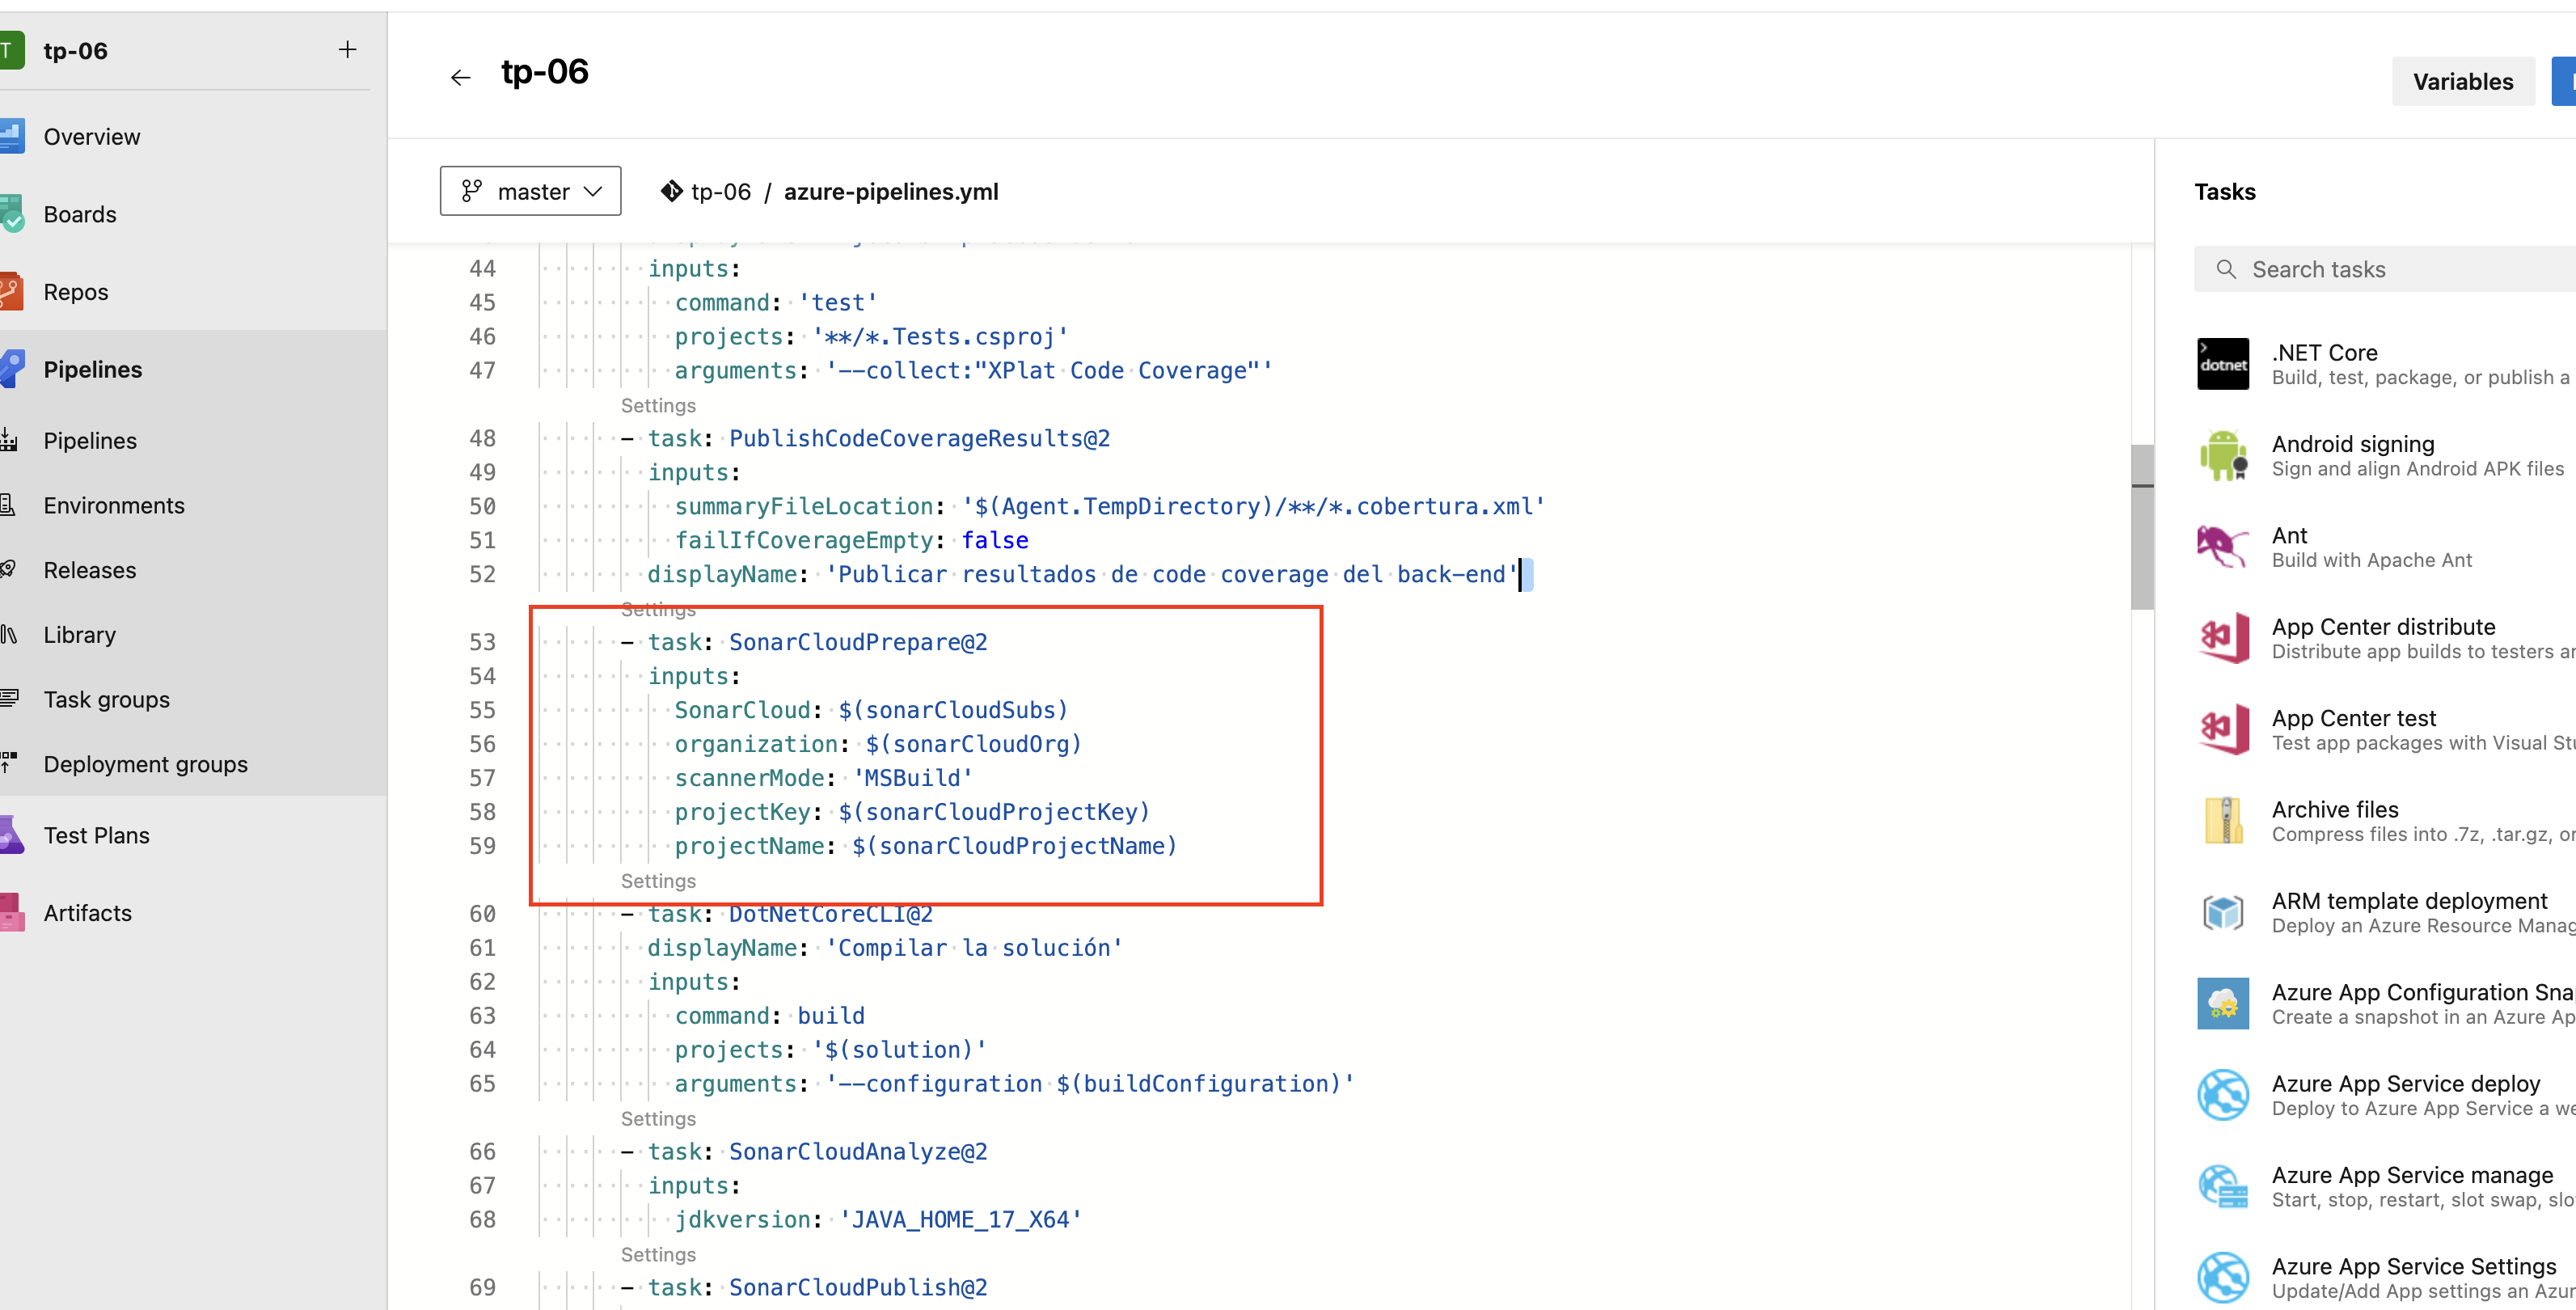 T tp-06
Overview
Boards
Repos
Pipelines
Pipelines
Environments
Releases
Library
Task groups
Deployment groups
Test Plans
Artifacts
tp-06
Variables
master
tp-06 / azure-pipelines.yml
44 inputs:
45 command: 'test'
46 projects: '**/*.Tests.csproj'
47 arguments: '--collect:"XPlat Code Coverage"'
Settings
48 - task: PublishCodeCoverageResults@2
49 inputs:
50 summaryFileLocation: '$(Agent.TempDirectory)/**/*.cobertura.xml'
51 failIfCoverageEmpty: false
52 displayName: 'Publicar resultados de code coverage del back-end'
Settings
53 - task: SonarCloudPrepare@2
54 inputs:
55 SonarCloud: $(sonarCloudSubs)
56 organization: $(sonarCloudOrg)
57 scannerMode: 'MSBuild'
58 projectKey: $(sonarCloudProjectKey)
59 projectName: $(sonarCloudProjectName)
Settings
60 - task: DotNetCoreCLI@2
61 displayName: 'Compilar la solución'
62 inputs:
63 command: build
64 projects: '$(solution)'
65 arguments: '--configuration $(buildConfiguration)'
Settings
66 - task: SonarCloudAnalyze@2
67 inputs:
68 jdkversion: 'JAVA_HOME_17_X64'
Settings
69 - task: SonarCloudPublish@2
Tasks
Search tasks
dotnet
.NET Core
Build, test, package, or publish a
Android signing
Sign and align Android APK files
Ant
Build with Apache Ant
App Center distribute
Distribute app builds to testers
App Center test
Test app packages with Visual
Archive files
Compress files into .7z, .tar.gz,
ARM template deployment
Deploy an Azure Resource
Azure App Configuration
Create a snapshot in an Azure
Azure App Service deploy
Deploy to Azure App Service a
Azure App Service manage
Start, stop, restart, slot swap,
Azure App Service Settings
Update/Add App settings an